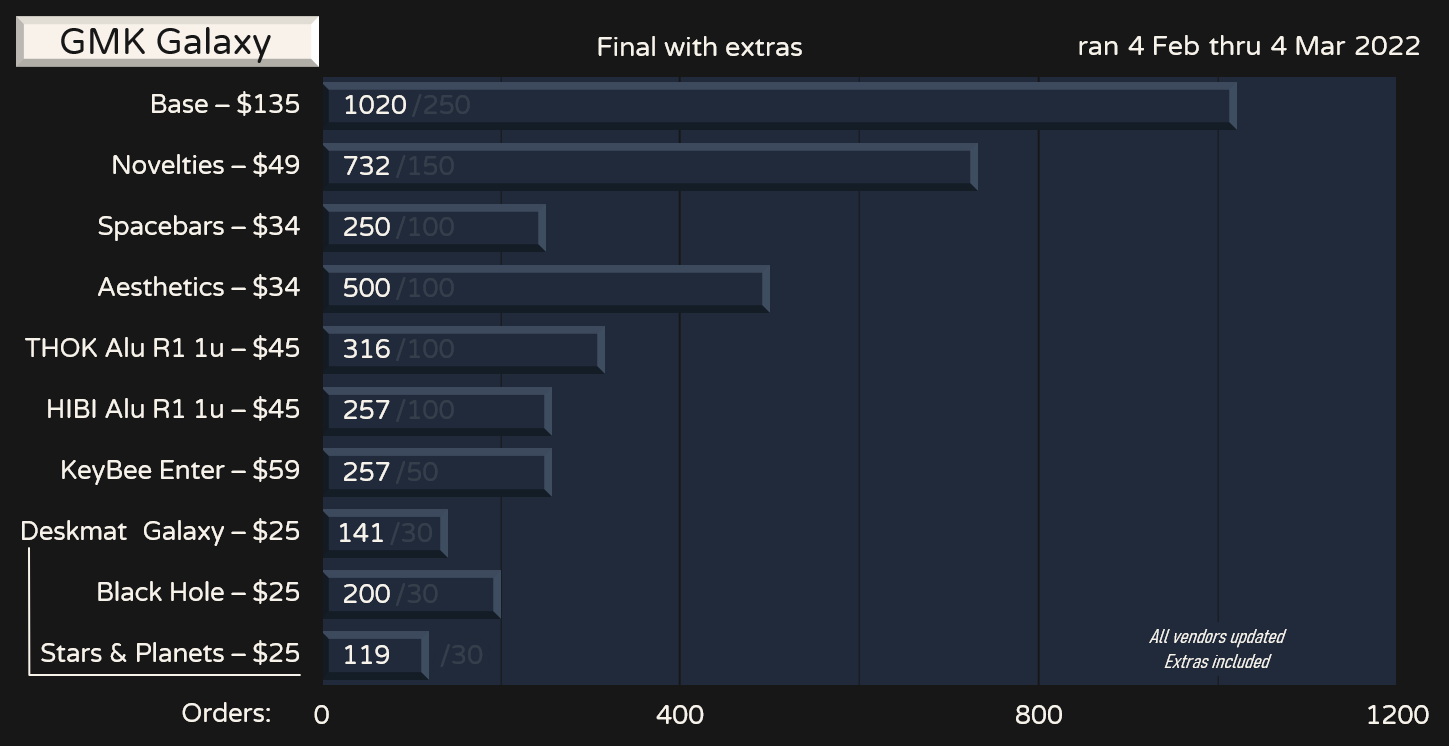 GMK Galaxy
Final with extras
ran 4 Feb thru 4 Mar 2022
Base – $135 1020 /250
Novelties – $49 732 /150
Spacebars – $34 250 /100
Aesthetics – $34 500 /100
THOK Alu R1 1u – $45 316 /100
HIBI Alu R1 1u – $45 257 /100
KeyBee Enter – $59 257 /50
Deskmat Galaxy – $25 141 /30
Black Hole – $25 200 /30
Stars & Planets – $25 119 /30
All vendors updated
Extras included
Orders: 0 400 800 1200